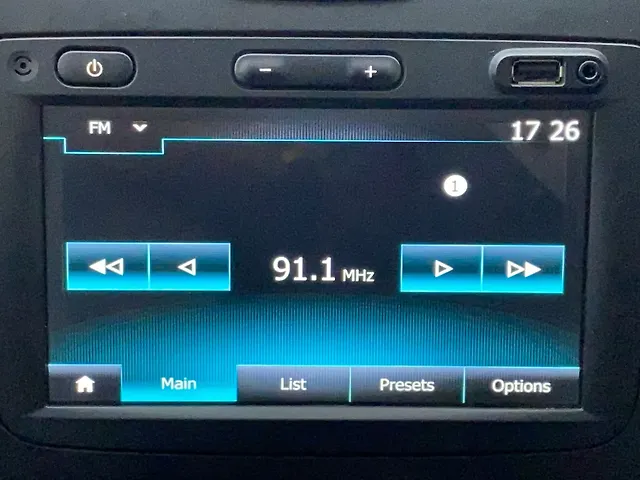 − +
FM
17 26
1
91.1 MHz
Main List Presets Options